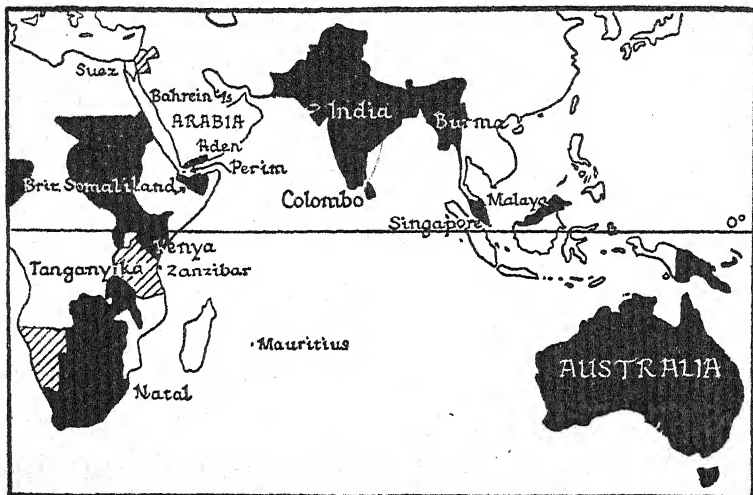 Suez
Bahrein Is
ARABIA
India
Burma
Aden
Perim
Brit. Somaliland
Colombo
Malaya
Singapore
0°
Kenya
Tanganyika
Zanzibar
Mauritius
AUSTRALIA
Natal